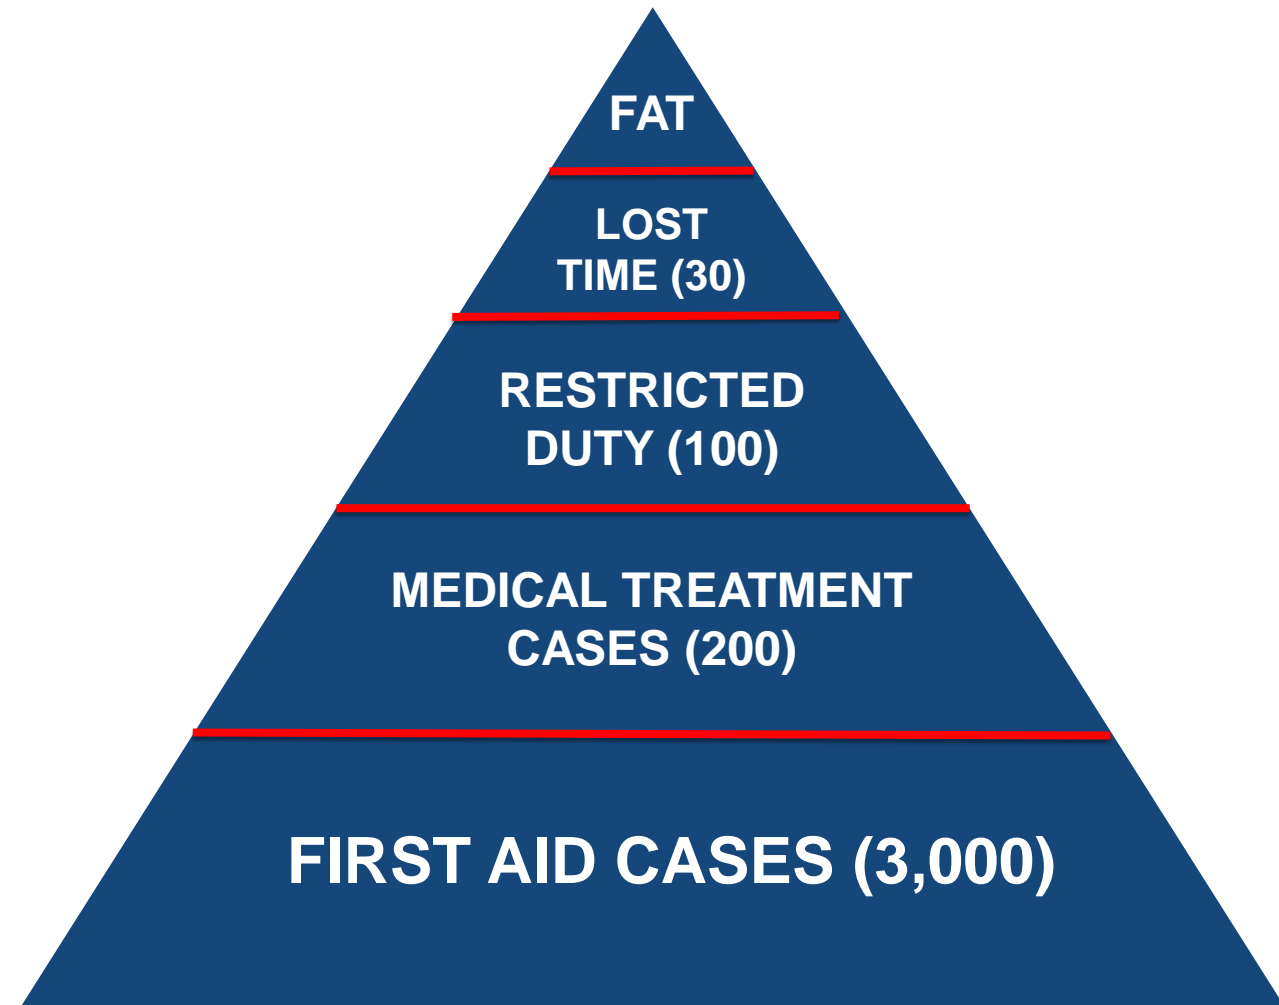 FAT
LOST
TIME (30)
RESTRICTED
DUTY (100)
MEDICAL TREATMENT
CASES (200)
FIRST AID CASES (3,000)